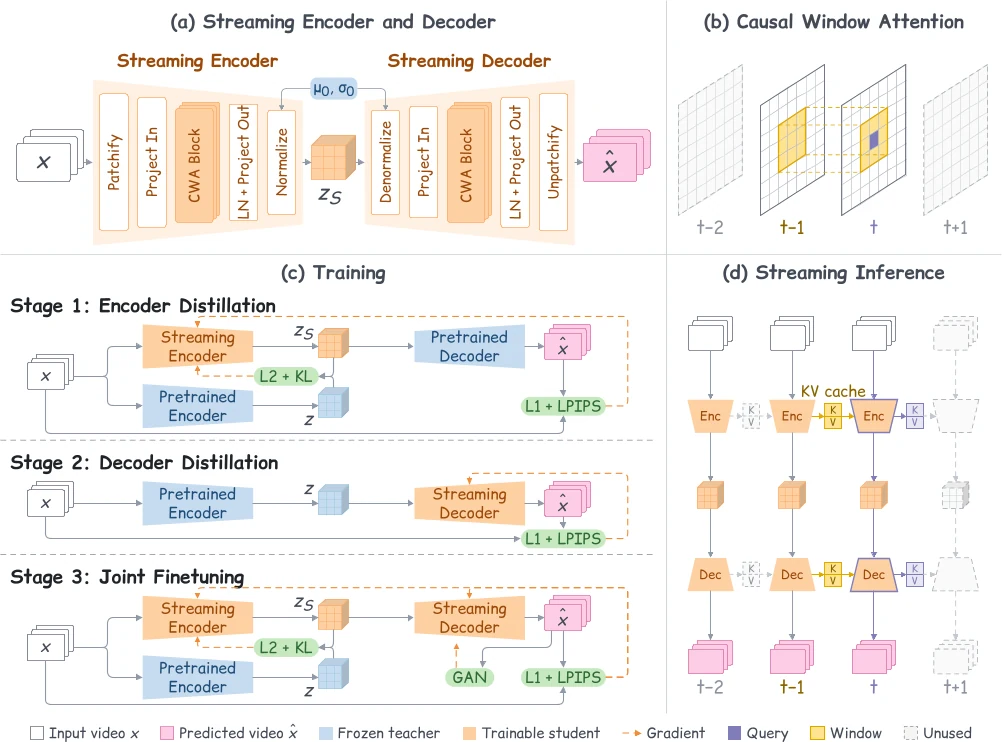 (a) Streaming Encoder and Decoder
Streaming Encoder
Streaming Decoder
μ₀, σ₀
x
Patchify
Project In
CWA Block
LN + Project Out
Normalize
z_S
Denormalize
Project In
CWA Block
LN + Project Out
Unpatchify
x̂
(b) Causal Window Attention
t-2
t-1
t
t+1
(c) Training
Stage 1: Encoder Distillation
x
Streaming
Encoder
Pretrained
Encoder
z_S
L2 + KL
z
Pretrained
Decoder
x̂
L1 + LPIPS
Stage 2: Decoder Distillation
x
Pretrained
Encoder
z
Streaming
Decoder
x̂
L1 + LPIPS
Stage 3: Joint Finetuning
x
Streaming
Encoder
Pretrained
Encoder
z_S
L2 + KL
z
Streaming
Decoder
GAN
x̂
L1 + LPIPS
(d) Streaming Inference
KV cache
Enc
K
V
Enc
K
V
Enc
K
V
Dec
K
V
Dec
K
V
Dec
K
V
t-2
t-1
t
t+1
Input video x
Predicted video x̂
Frozen teacher
Trainable student
Gradient
Query
Window
Unused